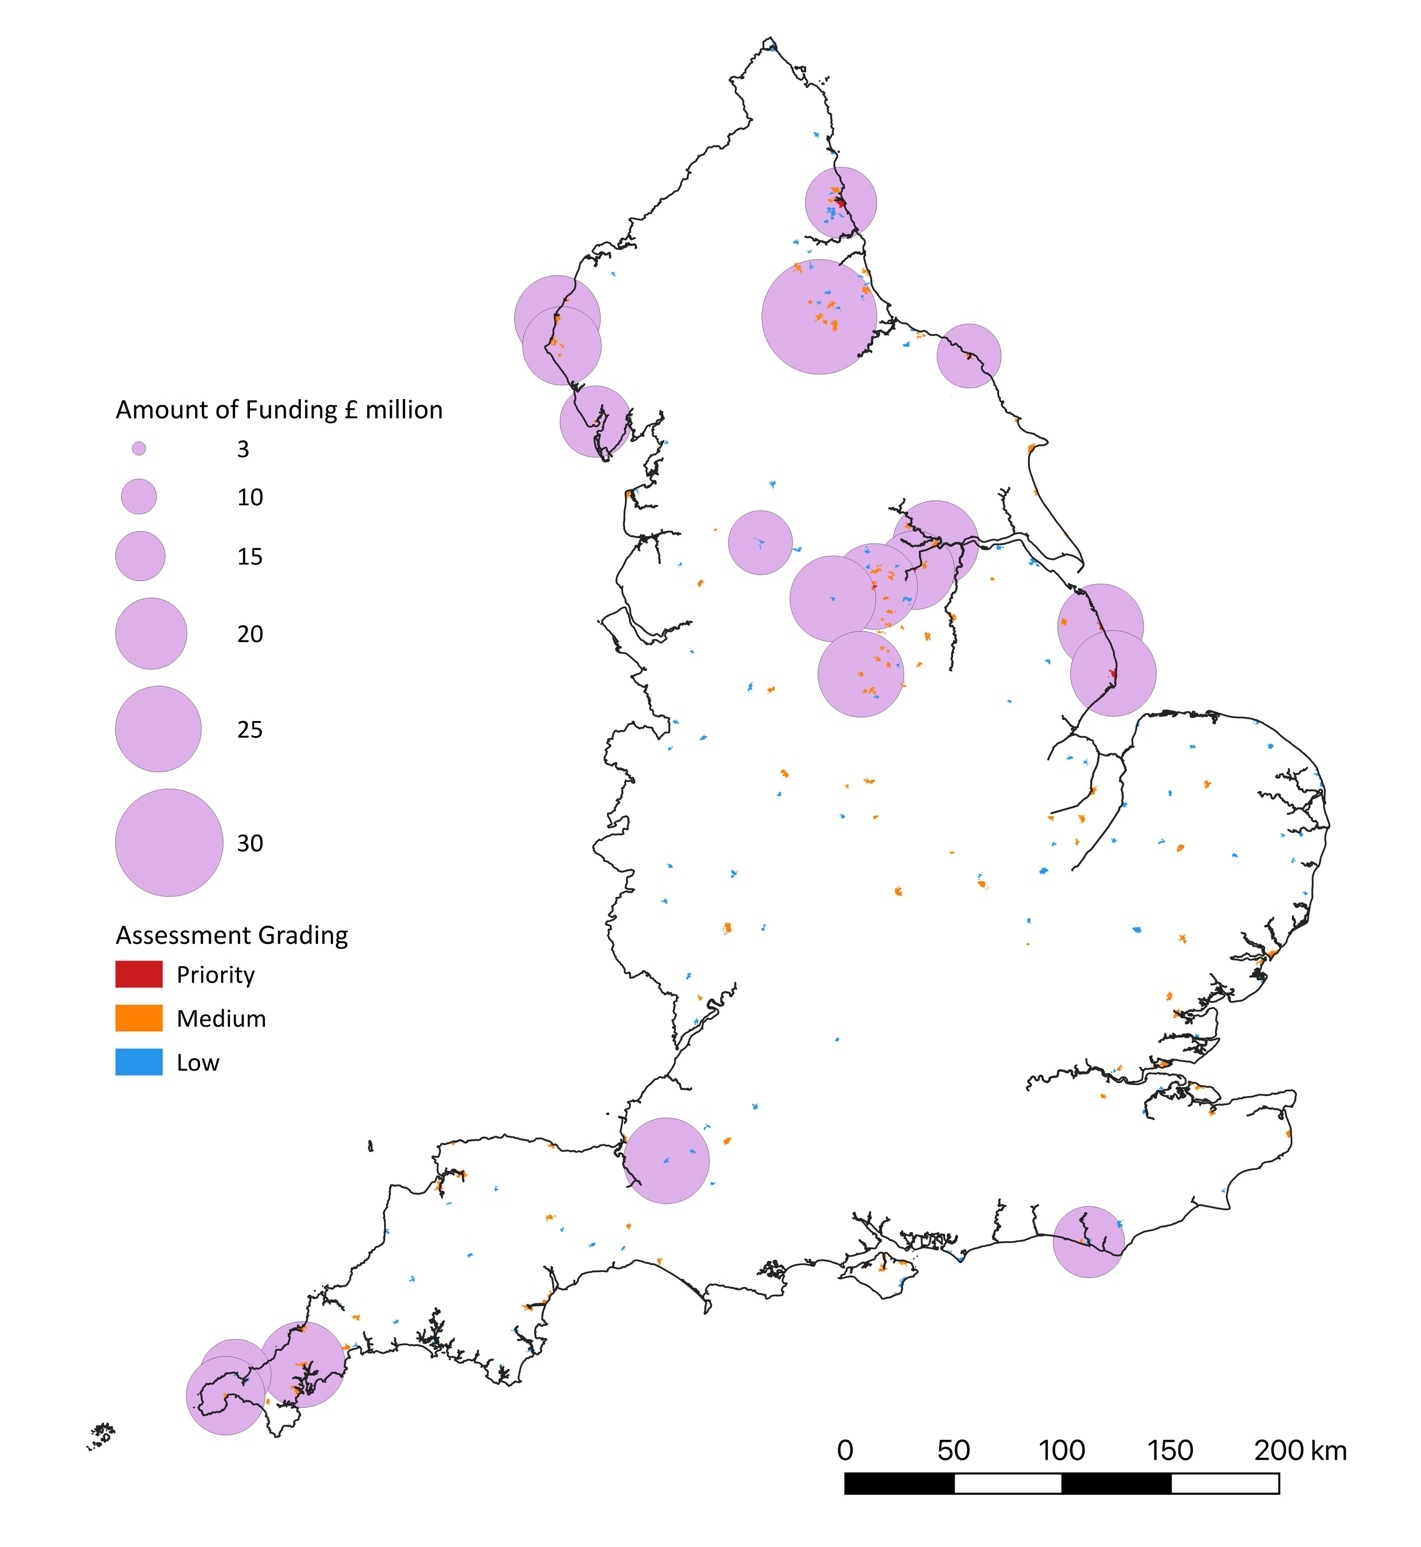 Amount of Funding £ million
3
10
15
20
25
30
Assessment Grading
Priority
Medium
Low
0 50 100 150 200 km